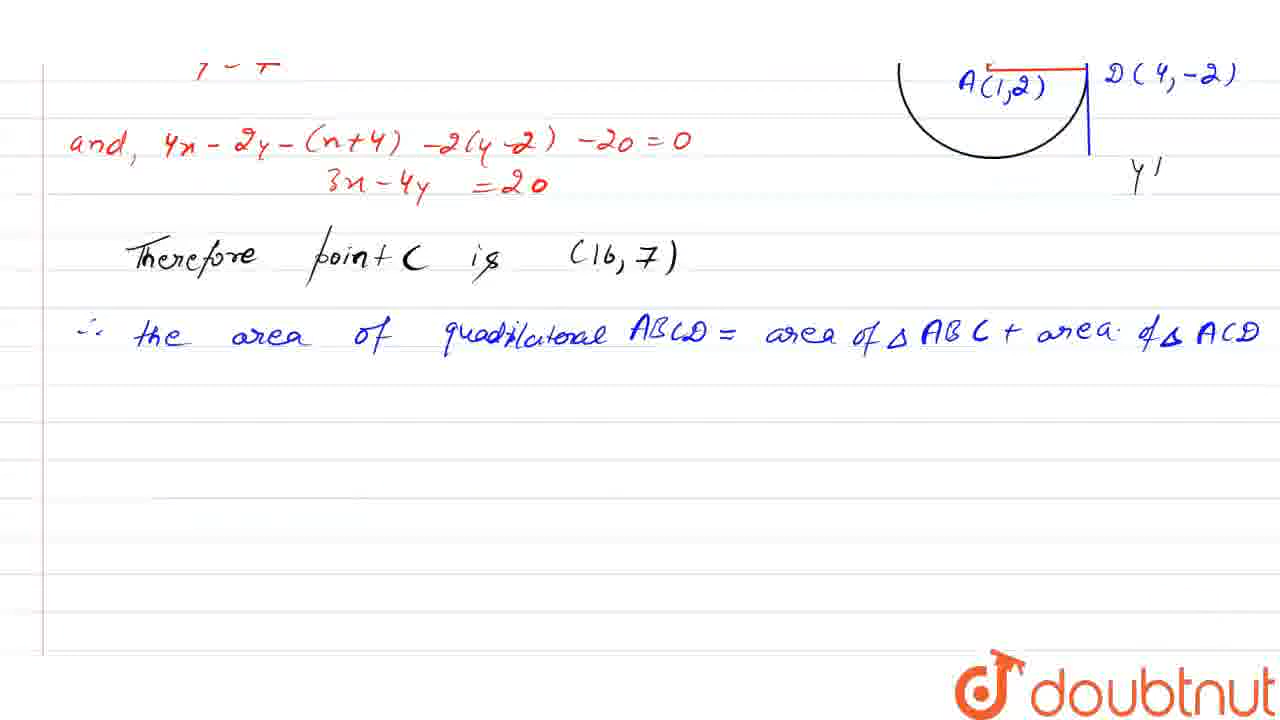 A(1,2)
D(4,-2)
and, 4x - 2y - (x+4) -2(y-2) -20 = 0
y'
3x - 4y = 20
Therefore point C is (16,7)
∴ the area of quadrilateral ABCD = area of Δ ABC + area of Δ ACD
doubtnut